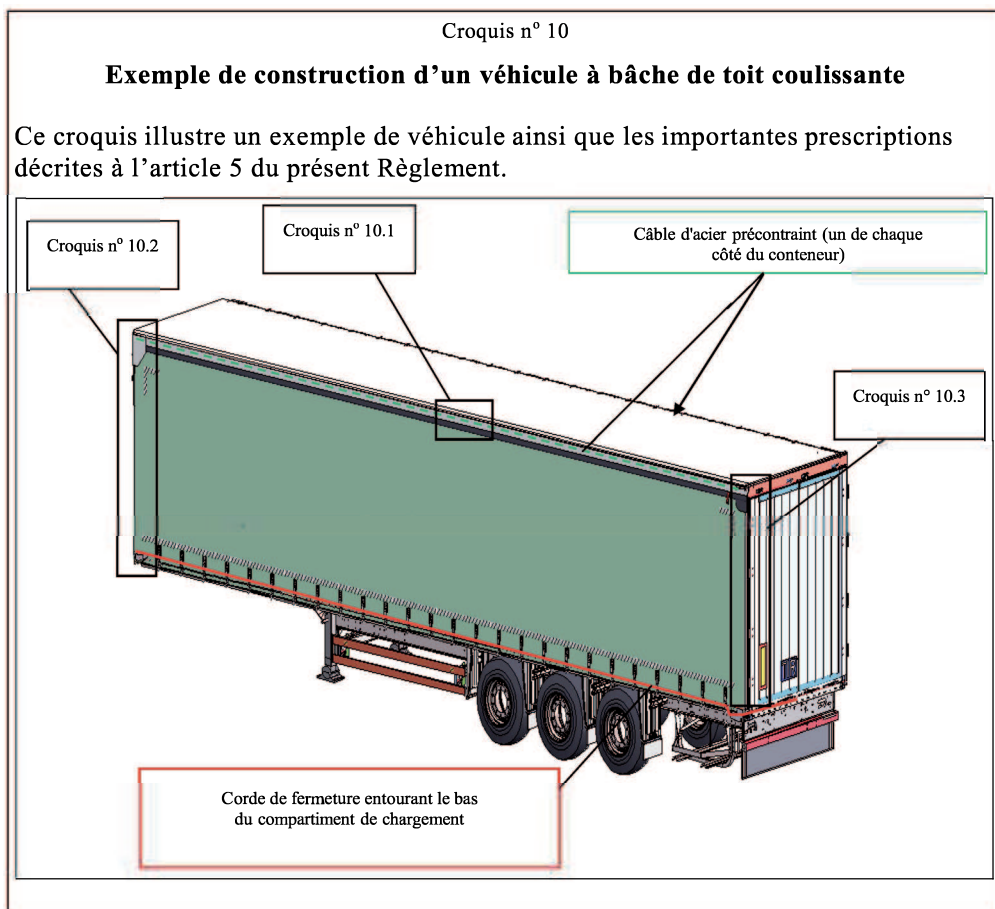 Croquis nº 10
Exemple de construction d’un véhicule à bâche de toit coulissante
Ce croquis illustre un exemple de véhicule ainsi que les importantes prescriptions
décrites à l’article 5 du présent Règlement.
Croquis nº 10.2
Croquis nº 10.1
Câble d'acier précontraint (un de chaque
côté du conteneur)
Croquis n° 10.3
Corde de fermeture entourant le bas
du compartiment de chargement